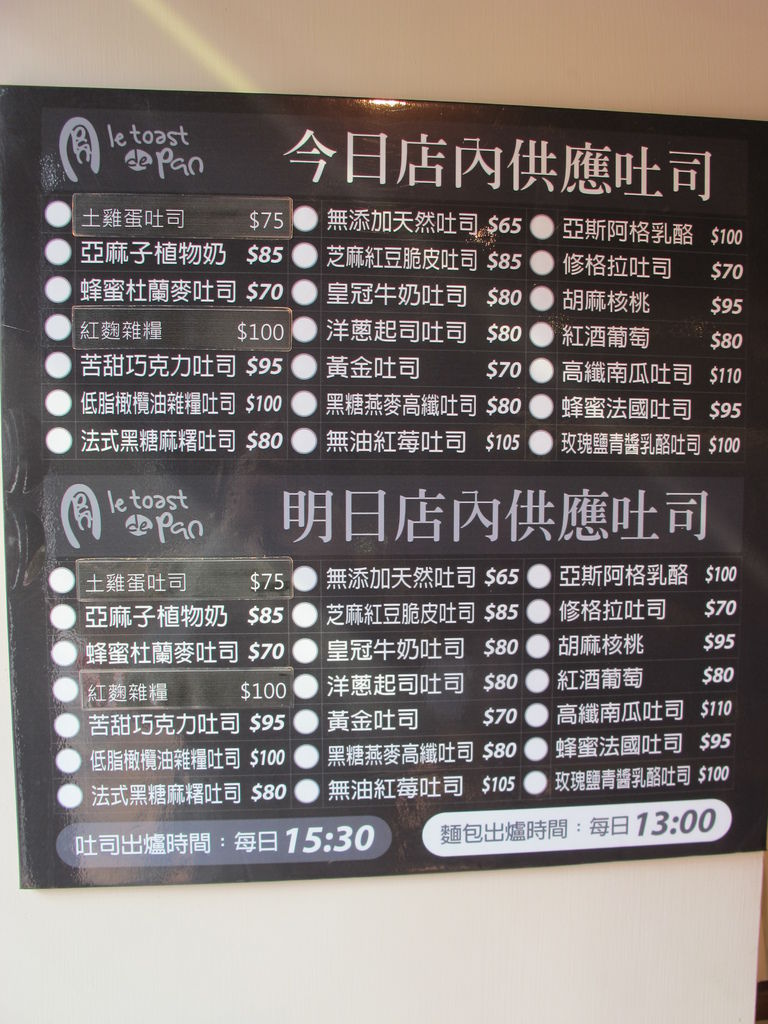 le toast de Pan
今日店內供應吐司
土雞蛋吐司 $75 無添加天然吐司 $65 亞斯阿格乳酪 $100
亞麻子植物奶 $85 芝麻紅豆脆皮吐司 $85 修格拉吐司 $70
蜂蜜杜蘭麥吐司 $70 皇冠牛奶吐司 $80 胡麻核桃 $95
紅麴雜糧 $100 洋蔥起司吐司 $80 紅酒葡萄 $80
苦甜巧克力吐司 $95 黃金吐司 $70 高纖南瓜吐司 $110
低脂橄欖油雜糧吐司 $100 黑糖燕麥高纖吐司 $80 蜂蜜法國吐司 $95
法式黑糖麻糬吐司 $80 無油紅莓吐司 $105 玫瑰鹽青醬乳酪吐司 $100
le toast de Pan
明日店內供應吐司
土雞蛋吐司 $75 無添加天然吐司 $65 亞斯阿格乳酪 $100
亞麻子植物奶 $85 芝麻紅豆脆皮吐司 $85 修格拉吐司 $70
蜂蜜杜蘭麥吐司 $70 皇冠牛奶吐司 $80 胡麻核桃 $95
紅麴雜糧 $100 洋蔥起司吐司 $80 紅酒葡萄 $80
苦甜巧克力吐司 $95 黃金吐司 $70 高纖南瓜吐司 $110
低脂橄欖油雜糧吐司 $100 黑糖燕麥高纖吐司 $80 蜂蜜法國吐司 $95
法式黑糖麻糬吐司 $80 無油紅莓吐司 $105 玫瑰鹽青醬乳酪吐司 $100
吐司出爐時間：每日15:30 麵包出爐時間：每日13:00